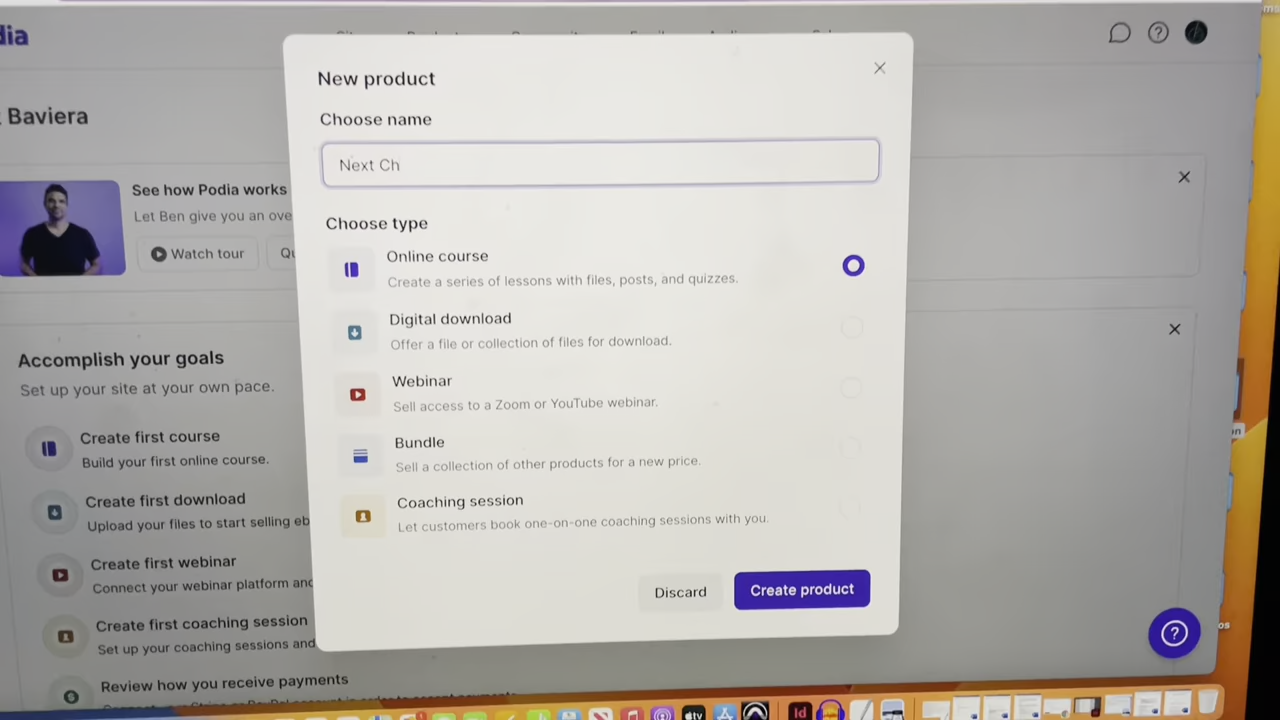 dia
Baviera
See how Podia works
Let Ben give you an ove
Watch tour
Qu
Accomplish your goals
Set up your site at your own pace.
Create first course
Build your first online course.
Create first download
Upload your files to start selling eb
Create first webinar
Connect your webinar platform and
Create first coaching session
Set up your coaching sessions and
Review how you receive payments
New product
Choose name
Next Ch
Choose type
Online course
Create a series of lessons with files, posts, and quizzes.
Digital download
Offer a file or collection of files for download.
Webinar
Sell access to a Zoom or YouTube webinar.
Bundle
Sell a collection of other products for a new price.
Coaching session
Let customers book one-on-one coaching sessions with you.
Discard
Create product
tv
Id